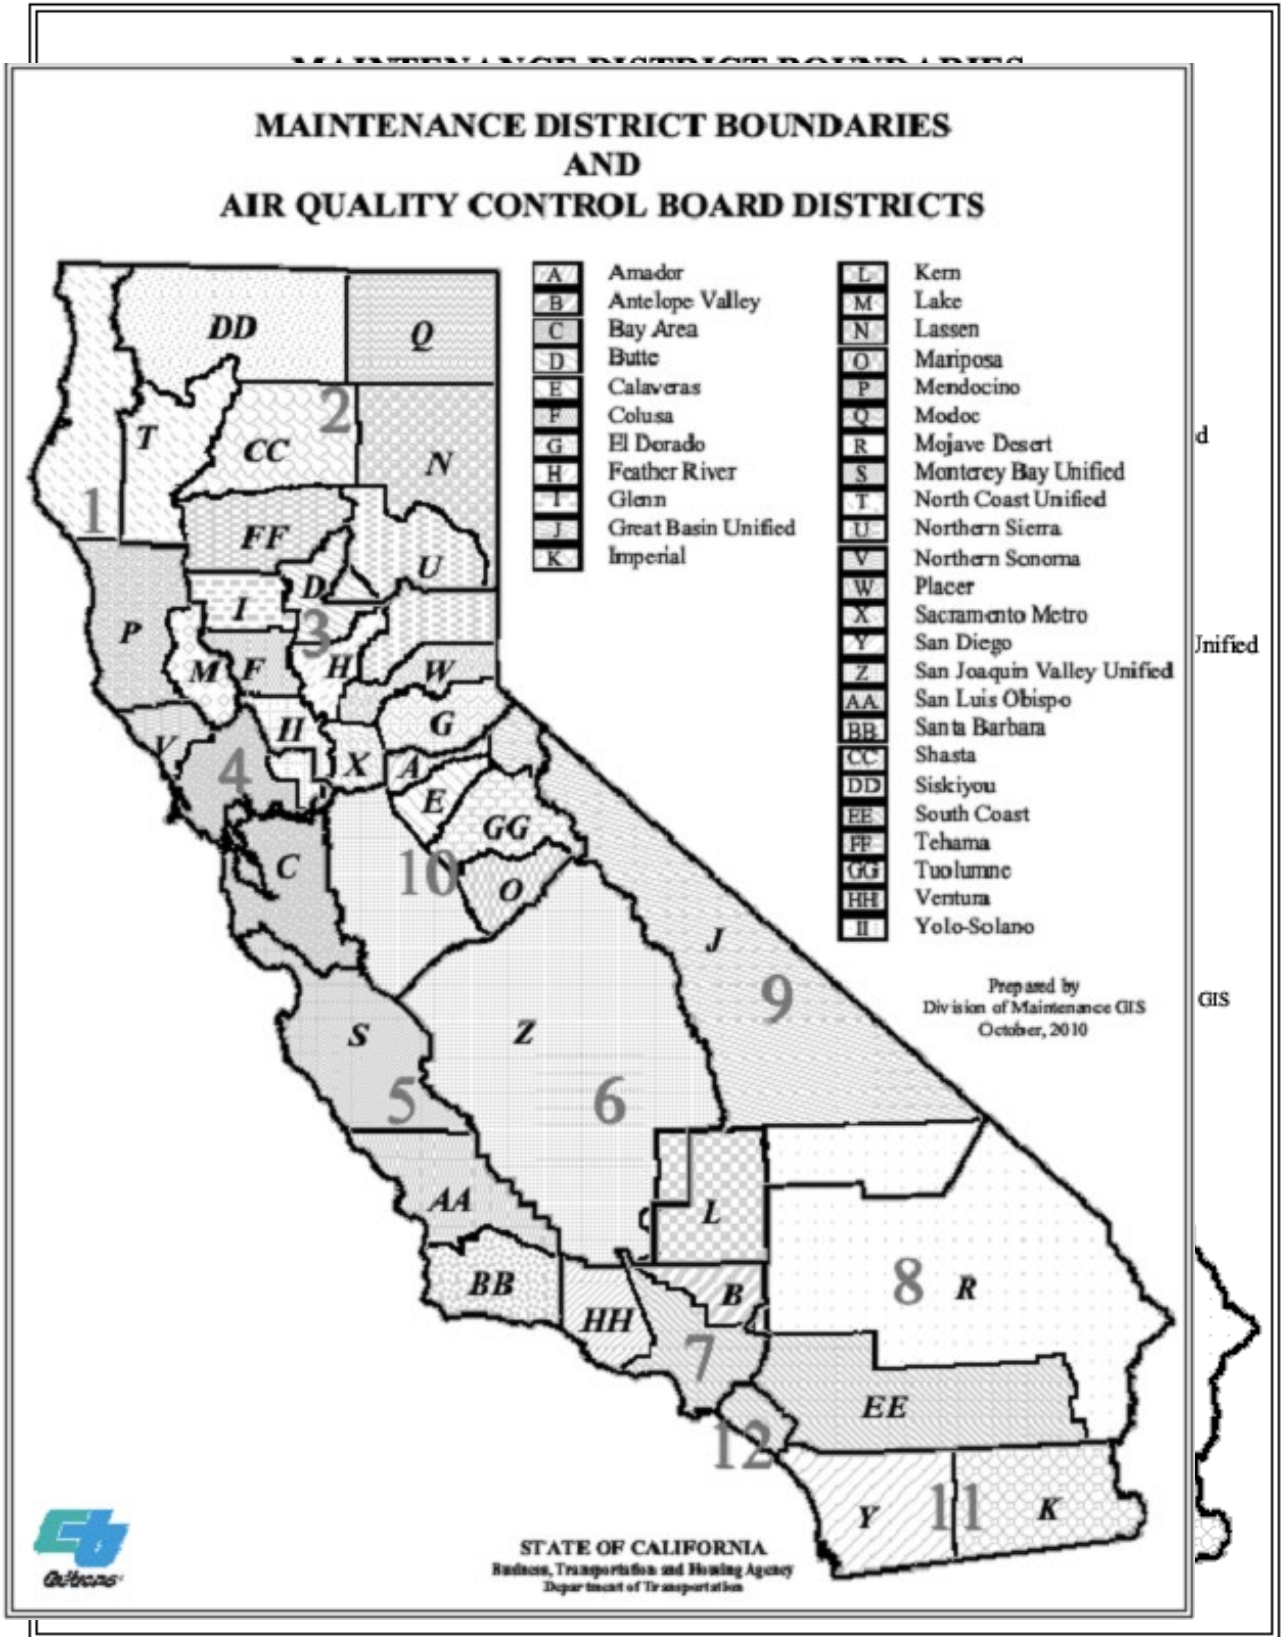 MAINTENANCE DISTRICT BOUNDARIES
MAINTENANCE DISTRICT BOUNDARIES
AND
AIR QUALITY CONTROL BOARD DISTRICTS
A Amador
B Antelope Valley
C Bay Area
D Butte
E Calaveras
F Colusa
G El Dorado
H Feather River
I Glenn
J Great Basin Unified
K Imperial
L Kern
M Lake
N Lassen
O Mariposa
P Mendocino
Q Modoc
R Mojave Desert
S Monterey Bay Unified
T North Coast Unified
U Northern Sierra
V Northern Sonoma
W Placer
X Sacramento Metro
Y San Diego
Z San Joaquin Valley Unified
AA San Luis Obispo
BB Santa Barbara
CC Shasta
DD Siskiyou
EE South Coast
FF Tehama
GG Tuolumne
HH Ventura
II Yolo-Solano
DD
Q
2
T
CC
N
1
FF
U
D
I
3
P
M
F
H
W
II
G
V
4
X
A
E
GG
C
10
O
J
9
S
Z
5
6
AA
L
8
R
BB
B
HH
7
EE
12
Y
11
K
Prepared by
Division of Maintenance GIS
October, 2010
d
Unified
GIS
Caltrans
STATE OF CALIFORNIA
Business, Transportation and Housing Agency
Department of Transportation